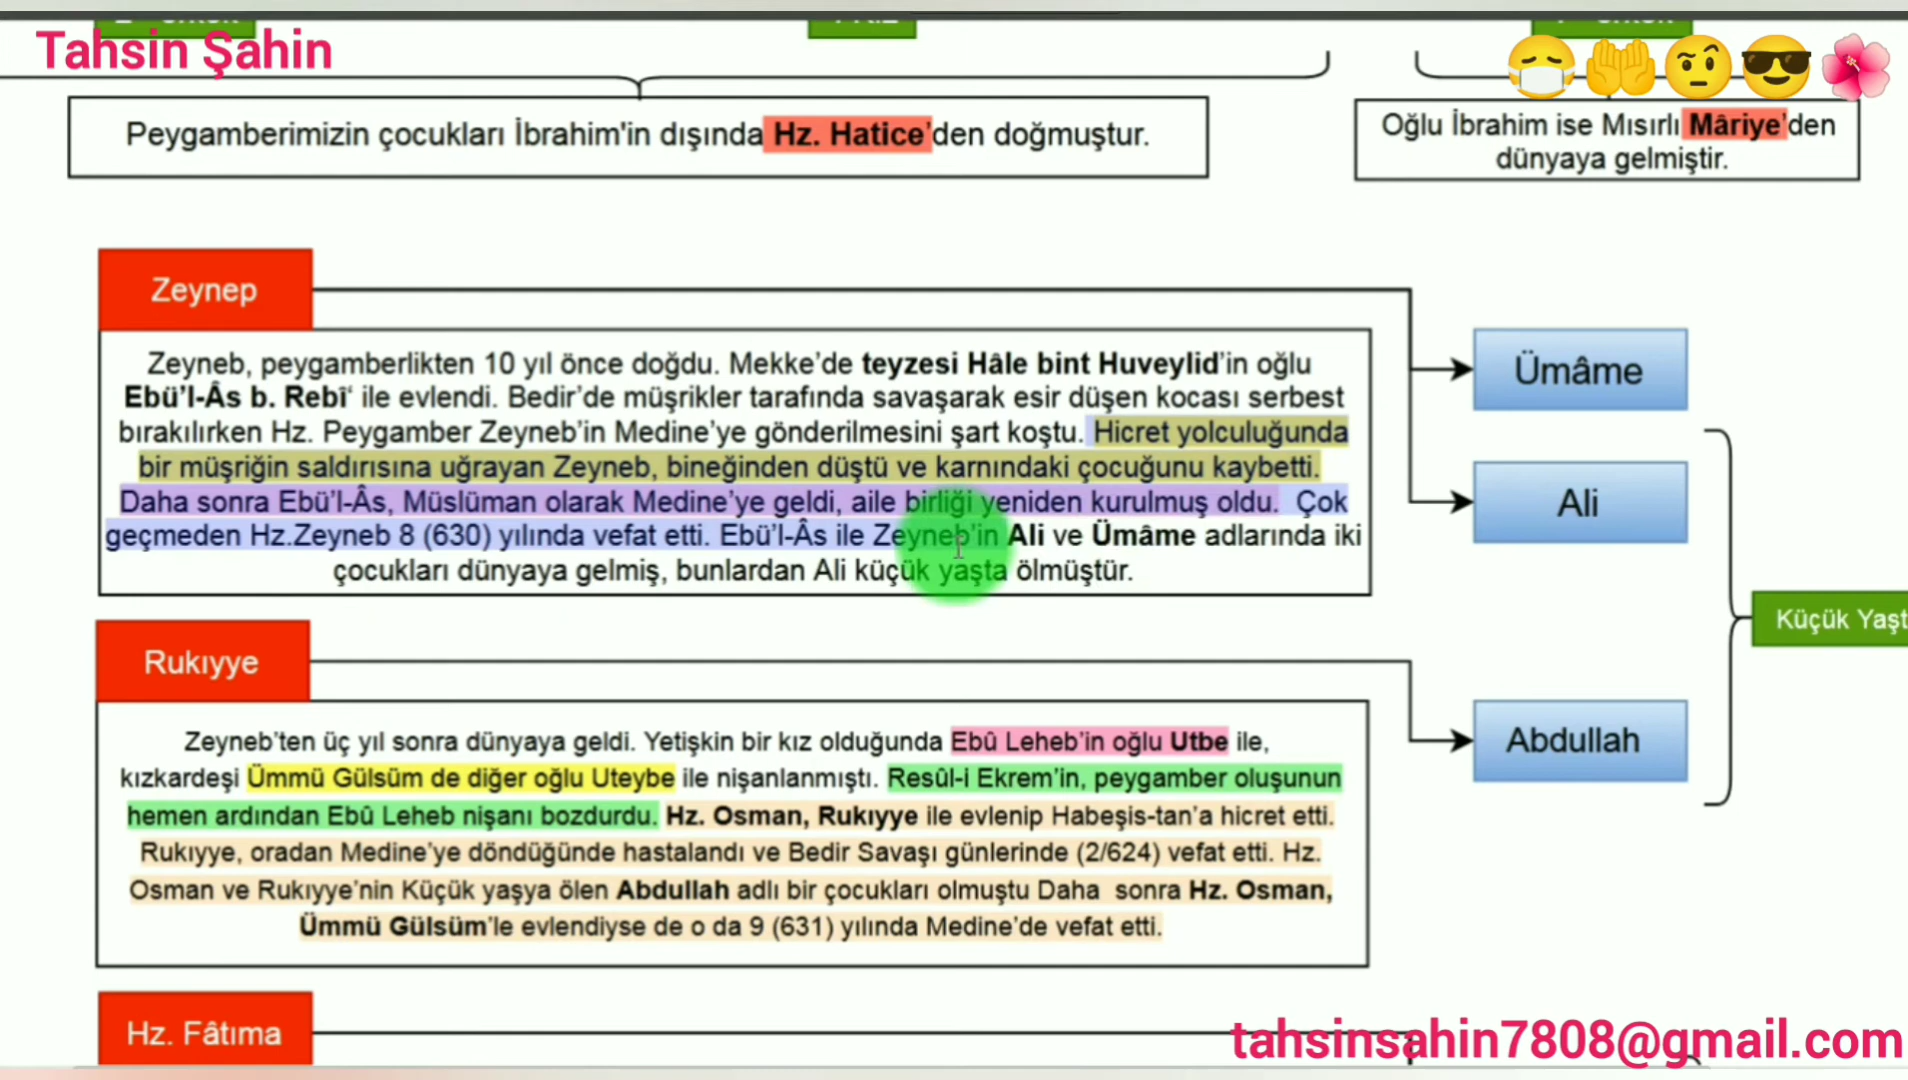 Tahsin Şahin
Peygamberimizin çocukları İbrahim'in dışında Hz. Hatice'den doğmuştur.
Oğlu İbrahim ise Mısırlı Mâriye'den
dünyaya gelmiştir.
Zeynep
Zeyneb, peygamberlikten 10 yıl önce doğdu. Mekke'de teyzesi Hâle bint Huveylid'in oğlu
Ebü'l-Âs b. Rebî‘ ile evlendi. Bedir'de müşrikler tarafında savaşarak esir düşen kocası serbest
bırakılırken Hz. Peygamber Zeyneb'in Medine'ye gönderilmesini şart koştu. Hicret yolculuğunda
bir müşriğin saldırısına uğrayan Zeyneb, bineğinden düştü ve karnındaki çocuğunu kaybetti.
Daha sonra Ebü'l-Âs, Müslüman olarak Medine'ye geldi, aile birliği yeniden kurulmuş oldu. Çok
geçmeden Hz.Zeyneb 8 (630) yılında vefat etti. Ebü'l-Âs ile Zeyneb'in Ali ve Ümâme adlarında iki
çocukları dünyaya gelmiş, bunlardan Ali küçük yaşta ölmüştür.
Ümâme
Ali
Küçük Yaşt
Rukıyye
Zeyneb'ten üç yıl sonra dünyaya geldi. Yetişkin bir kız olduğunda Ebû Leheb'in oğlu Utbe ile,
kızkardeşi Ümmü Gülsüm de diğer oğlu Uteybe ile nişanlanmıştı. Resûl-i Ekrem'in, peygamber oluşunun
hemen ardından Ebû Leheb nişanı bozdurdu. Hz. Osman, Rukıyye ile evlenip Habeşis-tan'a hicret etti.
Rukıyye, oradan Medine'ye döndüğünde hastalandı ve Bedir Savaşı günlerinde (2/624) vefat etti. Hz.
Osman ve Rukıyye'nin Küçük yaşya ölen Abdullah adlı bir çocukları olmuştu Daha sonra Hz. Osman,
Ümmü Gülsüm'le evlendiyse de o da 9 (631) yılında Medine'de vefat etti.
Abdullah
Hz. Fâtıma
tahsinsahin7808@gmail.com